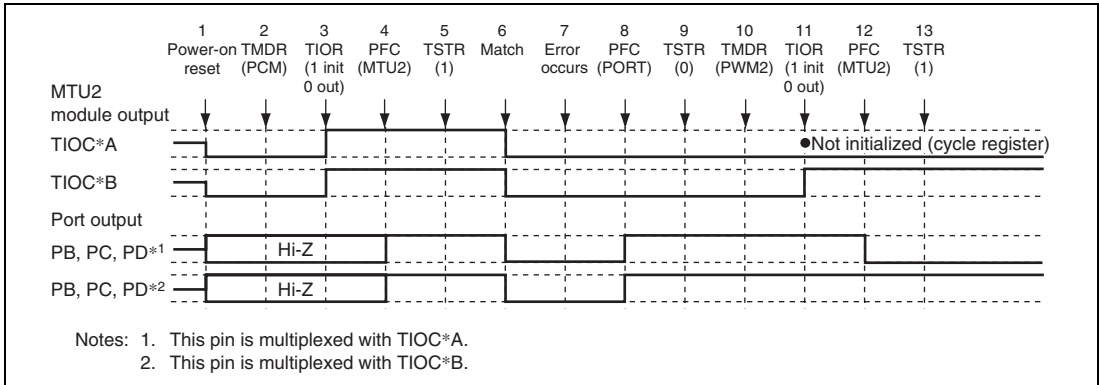 1 2 3 4 5 6 7 8 9 10 11 12 13
Power-on TMDR TIOR PFC TSTR Match Error PFC TSTR TMDR TIOR PFC TSTR
reset (PCM) (1 init (MTU2) (1) occurs (PORT) (0) (PWM2) (1 init (MTU2) (1)
0 out) 0 out)
MTU2
module output
TIOC*A
●Not initialized (cycle register)
TIOC*B
Port output
PB, PC, PD*1 Hi-Z
PB, PC, PD*2 Hi-Z
Notes: 1. This pin is multiplexed with TIOC*A.
2. This pin is multiplexed with TIOC*B.